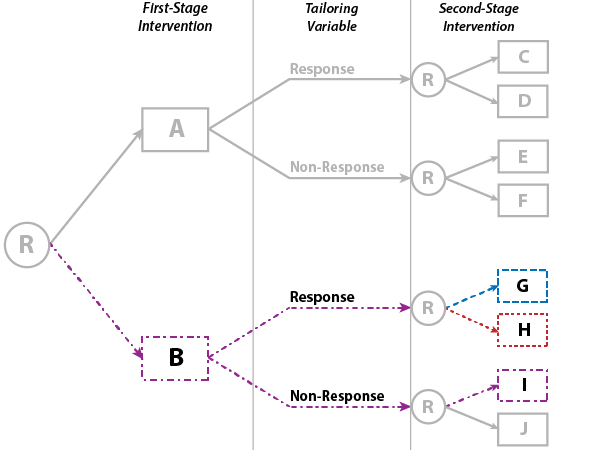 First-Stage
Intervention
Tailoring
Variable
Second-Stage
Intervention
Response
R
C
D
A
Non-Response
R
E
F
R
Response
R
G
H
B
Non-Response
R
I
J